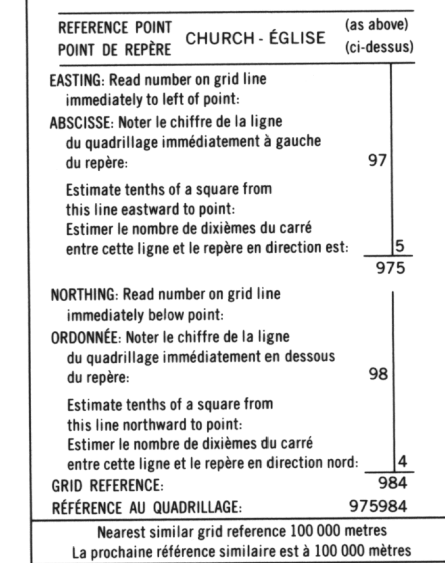 REFERENCE POINT
POINT DE REPÈRE
CHURCH - ÉGLISE
(as above)
(ci-dessus)
EASTING: Read number on grid line
immediately to left of point:
ABSCISSE: Noter le chiffre de la ligne
du quadrillage immédiatement à gauche
du repère: 97
Estimate tenths of a square from
this line eastward to point:
Estimer le nombre de dixièmes du carré
entre cette ligne et le repère en direction est: 5
975
NORTHING: Read number on grid line
immediately below point:
ORDONNÉE: Noter le chiffre de la ligne
du quadrillage immédiatement en dessous
du repère: 98
Estimate tenths of a square from
this line northward to point:
Estimer le nombre de dixièmes du carré
entre cette ligne et le repère en direction nord: 4
GRID REFERENCE: 984
RÉFÉRENCE AU QUADRILLAGE: 975984
Nearest similar grid reference 100 000 metres
La prochaine référence similaire est à 100 000 mètres